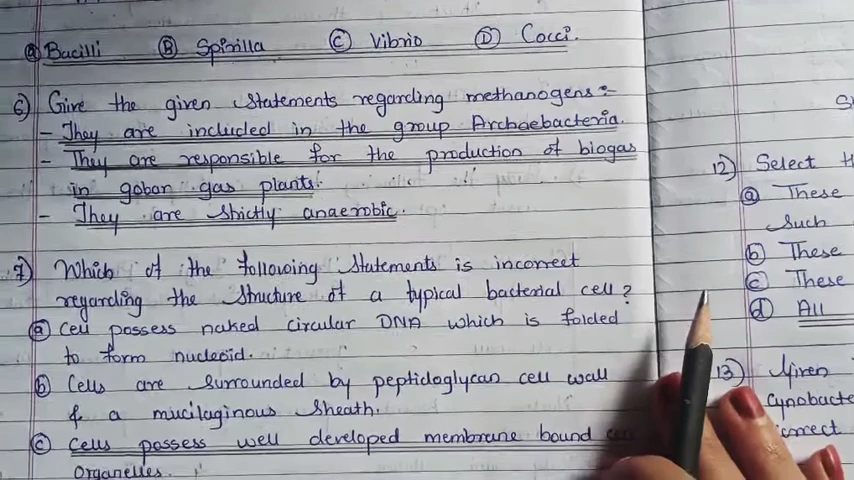 Ⓐ Bacilli Ⓑ Spirilla Ⓒ Vibrio Ⓓ Cocci.
6) Give the given statements regarding methanogens :-
- They are included in the group Archaebacteria.
- They are responsible for the production of biogas
in gobar gas plants.
- They are strictly anaerobic.
7) Which of the following statements is incorrect
regarding the structure of a typical bacterial cell?
ⓐ Cell possess naked circular DNA which is folded
to form nucleoid.
ⓑ Cells are surrounded by peptidoglycan cell wall
& a mucilaginous sheath.
ⓒ Cells possess well developed membrane bound
organelles.
12) Select
ⓐ These
such
ⓑ These
ⓒ These
ⓓ All
13) Given